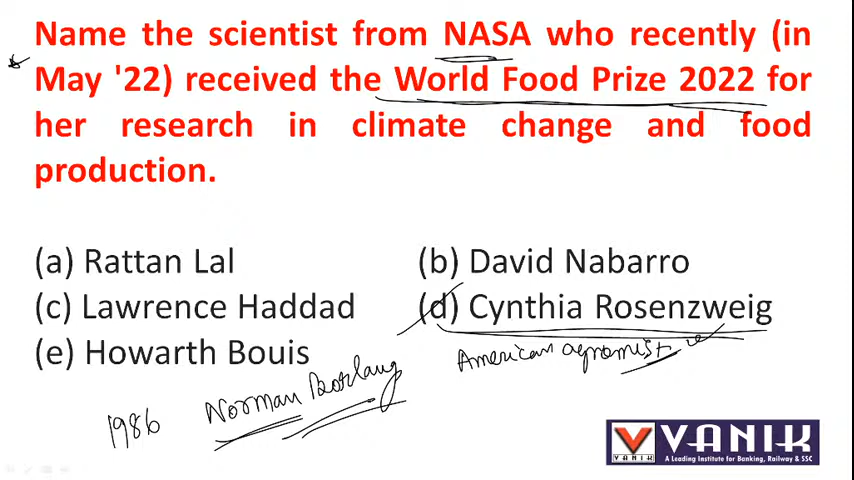 Name the scientist from NASA who recently (in
May '22) received the World Food Prize 2022 for
her research in climate change and food
production.
(a) Rattan Lal (b) David Nabarro
(c) Lawrence Haddad (d) Cynthia Rosenzweig
(e) Howarth Bouis
American agronomist
1986 Norman Borlaug
VANIK
A Leading Institute for Banking, Railway & SSC
VANIK